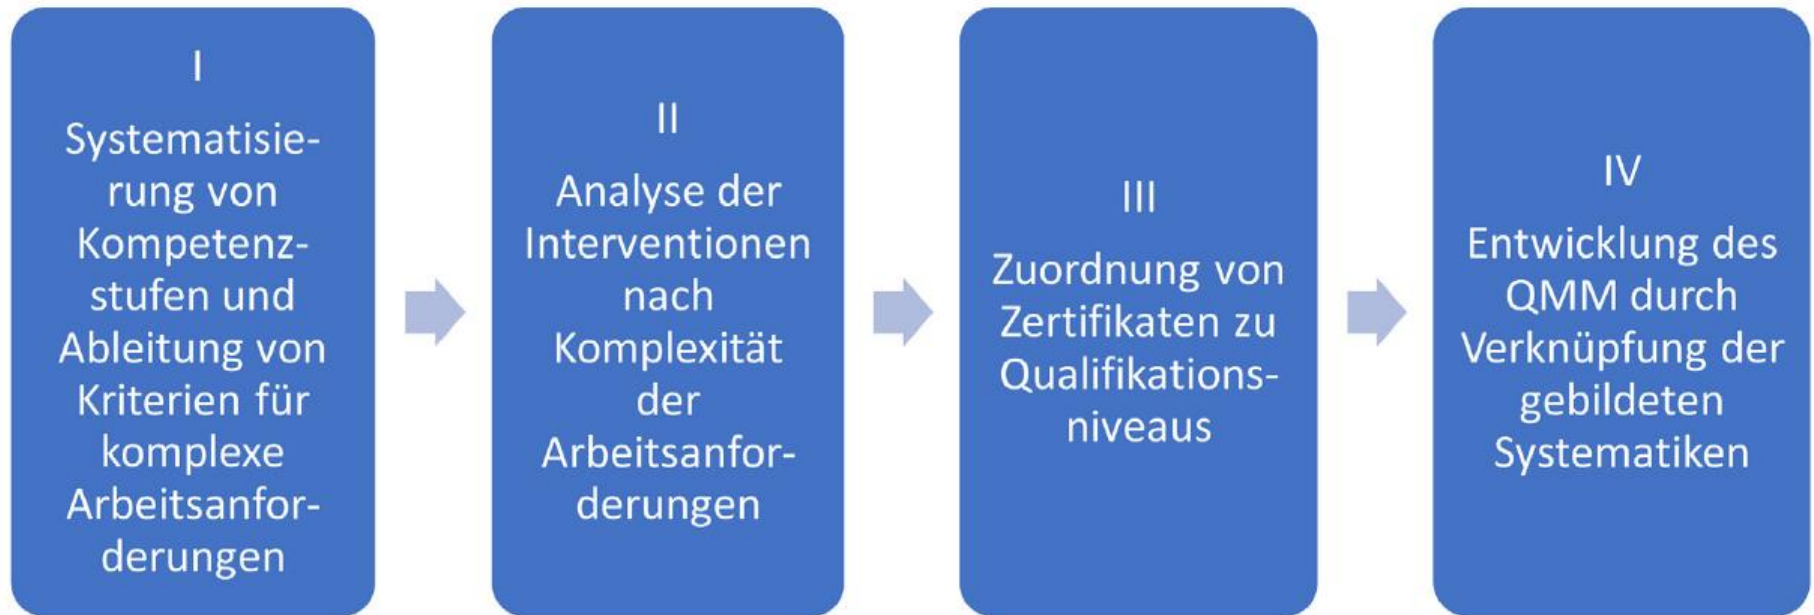 I
Systematisie-
rung von
Kompetenz-
stufen und
Ableitung von
Kriterien für
komplexe
Arbeitsanfor-
derungen
II
Analyse der
Interventionen
nach
Komplexität
der
Arbeitsanfor-
derungen
III
Zuordnung von
Zertifikaten zu
Qualifikations-
niveaus
IV
Entwicklung des
QMM durch
Verknüpfung der
gebildeten
Systematiken